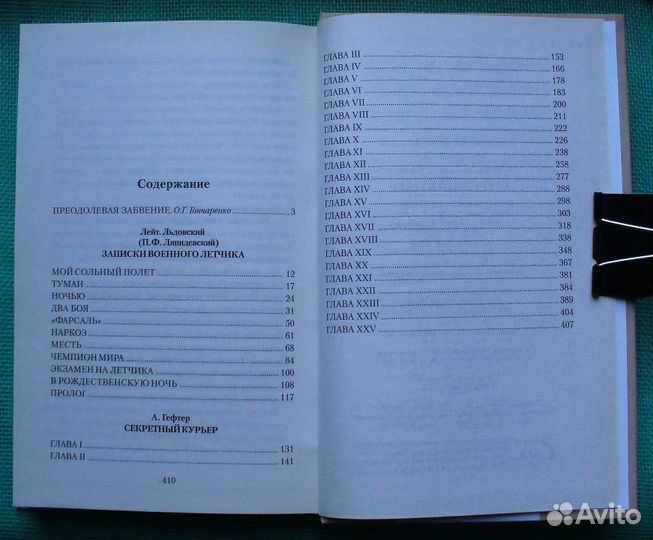 Содержание
ПРЕОДОЛЕВАЯ ЗАБВЕНИЕ. О.Г. Гончаренко 3
Лейт. Льдовский
(П.Ф. Ляпидевский)
ЗАПИСКИ ВОЕННОГО ЛЕТЧИКА
МОЙ СОЛЬНЫЙ ПОЛЕТ 12
ТУМАН 17
НОЧЬЮ 24
ДВА БОЯ 31
«ФАРСАЛЬ» 50
НАРКОЗ 61
МЕСТЬ 68
ЧЕМПИОН МИРА 84
ЭКЗАМЕН НА ЛЕТЧИКА 100
В РОЖДЕСТВЕНСКУЮ НОЧЬ 108
ПРОЛОГ 117
А. Гефтер
СЕКРЕТНЫЙ КУРЬЕР
ГЛАВА I 131
ГЛАВА II 141
410
ГЛАВА III 153
ГЛАВА IV 166
ГЛАВА V 178
ГЛАВА VI 183
ГЛАВА VII 200
ГЛАВА VIII 211
ГЛАВА IX 222
ГЛАВА X 226
ГЛАВА XI 238
ГЛАВА XII 258
ГЛАВА XIII 277
ГЛАВА XIV 288
ГЛАВА XV 298
ГЛАВА XVI 303
ГЛАВА XVII 318
ГЛАВА XVIII 338
ГЛАВА XIX 348
ГЛАВА XX 367
ГЛАВА XXI 381
ГЛАВА XXII 384
ГЛАВА XXIII 389
ГЛАВА XXIV 404
ГЛАВА XXV 407
Avito